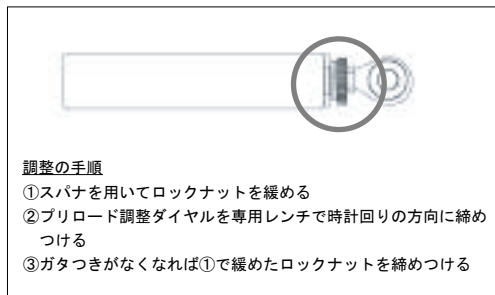 調整の手順
①スパナを用いてロックナットを緩める
②プリロード調整ダイヤルを専用レンチで時計回りの方向に締め
つける
③ガタつきがなくなれば①で緩めたロックナットを締めつける